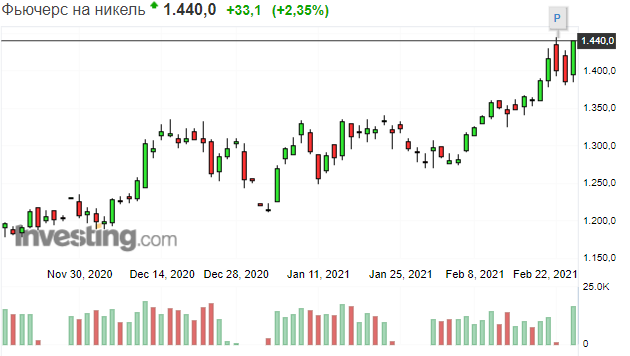 Фьючерс на никель 1.440,0 +33,1 (+2,35%)
P
1.440,0
1.400,0
1.350,0
1.300,0
1.250,0
1.200,0
1.150,0
Investing.com
Nov 30, 2020 Dec 14, 2020 Dec 28, 2020 Jan 11, 2021 Jan 25, 2021 Feb 8, 2021 Feb 22, 2021
25.0K
0